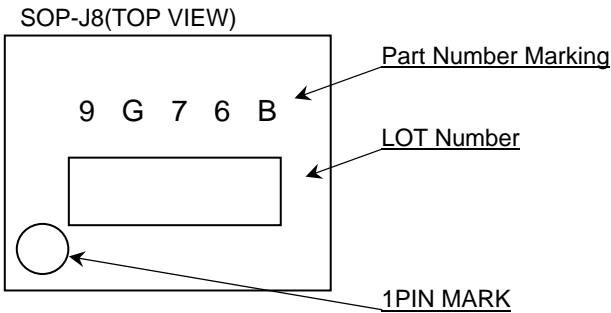 SOP-J8(TOP VIEW)
Part Number Marking
9 G 7 6 B
LOT Number
1PIN MARK